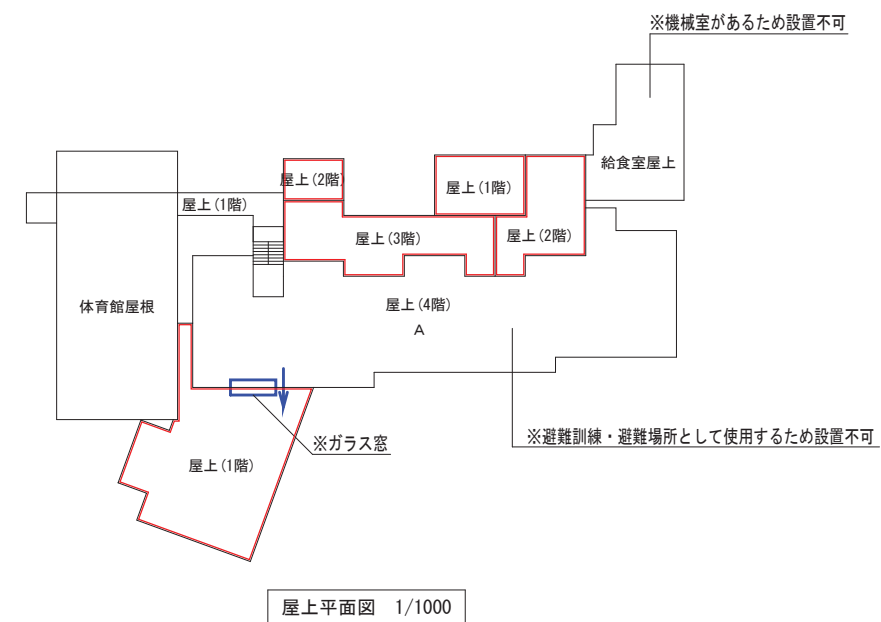 ※機械室があるため設置不可
給食室屋上
屋上(2階)
屋上(1階)
屋上(1階)
屋上(3階)
屋上(2階)
体育館屋根
屋上(4階)
A
※ガラス窓
※避難訓練・避難場所として使用するため設置不可
屋上(1階)
屋上平面図 1/1000